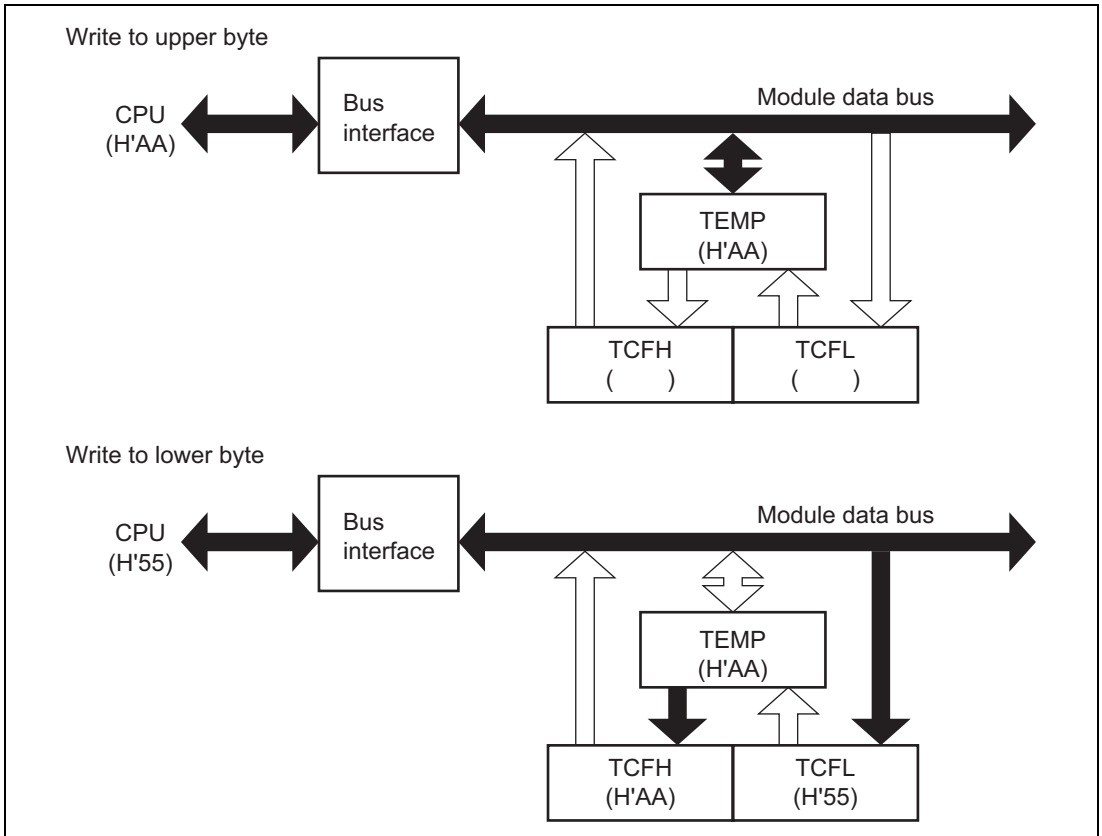 Write to upper byte
CPU
(H'AA)
Bus
interface
Module data bus
TEMP
(H'AA)
TCFH
(      )
TCFL
(      )
Write to lower byte
CPU
(H'55)
Bus
interface
Module data bus
TEMP
(H'AA)
TCFH
(H'AA)
TCFL
(H'55)